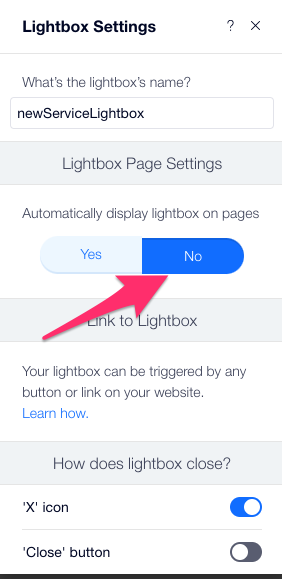 Lightbox Settings ?
What's the lightbox's name?
newServiceLightbox
Lightbox Page Settings
Automatically display lightbox on pages
Yes No
Link to Lightbox
Your lightbox can be triggered by any
button or link on your website.
Learn how.
How does lightbox close?
'X' icon
'Close' button